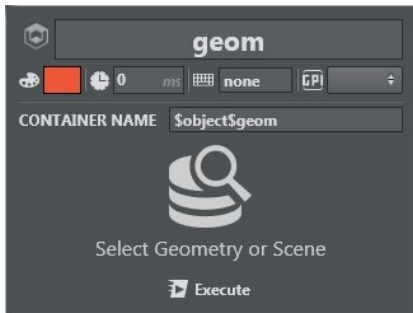 geom
0 ms none GPI
CONTAINER NAME $object$geom
Select Geometry or Scene
Execute